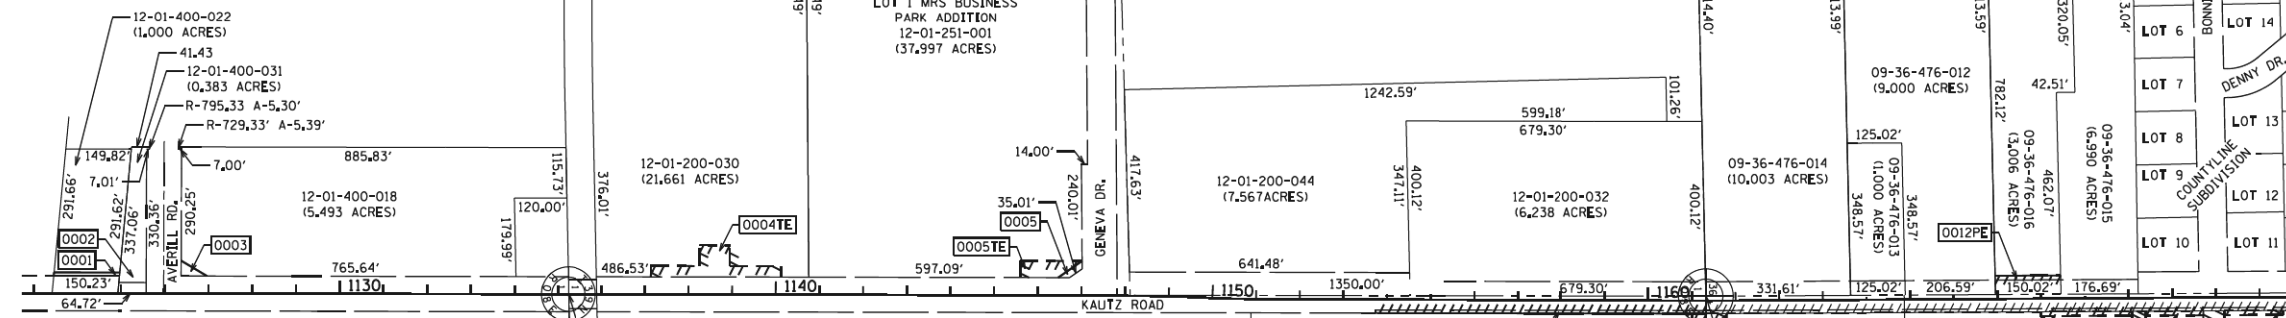 12-01-400-022
(1.000 ACRES)
41.43
12-01-400-031
(0.383 ACRES)
R-795.33 A-5.30'
R-729.33' A-5.39'
149.82'
7.00'
7.01'
885.83'
291.66'
291.62'
337.06'
330.36'
290.25'
AVERILL RD.
12-01-400-018
(5.493 ACRES)
115.73'
120.00'
179.99'
0001
0002
0003
150.23'
64.72'
765.64'
1130
376.01'
12-01-200-030
(21.661 ACRES)
0004TE
486.53'
1140
LOT 1 MRS BUSINESS
PARK ADDITION
12-01-251-001
(37.997 ACRES)
14.00'
240.01'
35.01'
0005
0005TE
597.09'
GENEVA DR.
417.63'
1242.59'
101.26'
599.18'
679.30'
12-01-200-044
(7.567ACRES)
347.11'
400.12'
12-01-200-032
(6.238 ACRES)
400.12'
641.48'
1150
1350.00'
679.30'
1160
KAUTZ ROAD
14.40'
13.99'
13.59'
320.05'
3.04'
09-36-476-014
(10.003 ACRES)
331.61'
09-36-476-012
(9.000 ACRES)
125.02'
348.57'
09-36-476-013
(1.000 ACRES)
348.57'
125.02'
206.59'
782.12'
42.51'
09-36-476-016
(3.006 ACRES)
462.07'
0012PE
150.02'
09-36-476-015
(6.990 ACRES)
176.69'
LOT 6
LOT 7
LOT 8
LOT 9
LOT 10
BONNI
LOT 14
DENNY DR.
LOT 13
COUNTYLINE
SUBDIVISION
LOT 12
LOT 11